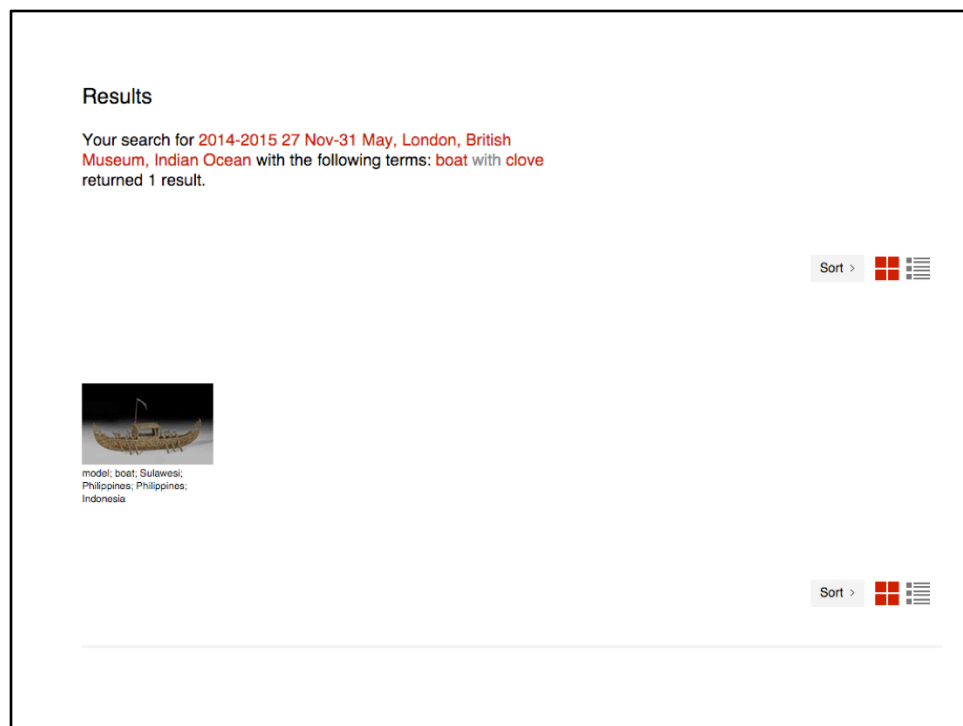 Results
Your search for 2014-2015 27 Nov-31 May, London, British
Museum, Indian Ocean with the following terms: boat with clove
returned 1 result.
Sort >
model; boat; Sulawesi;
Philippines; Philippines;
Indonesia
Sort >